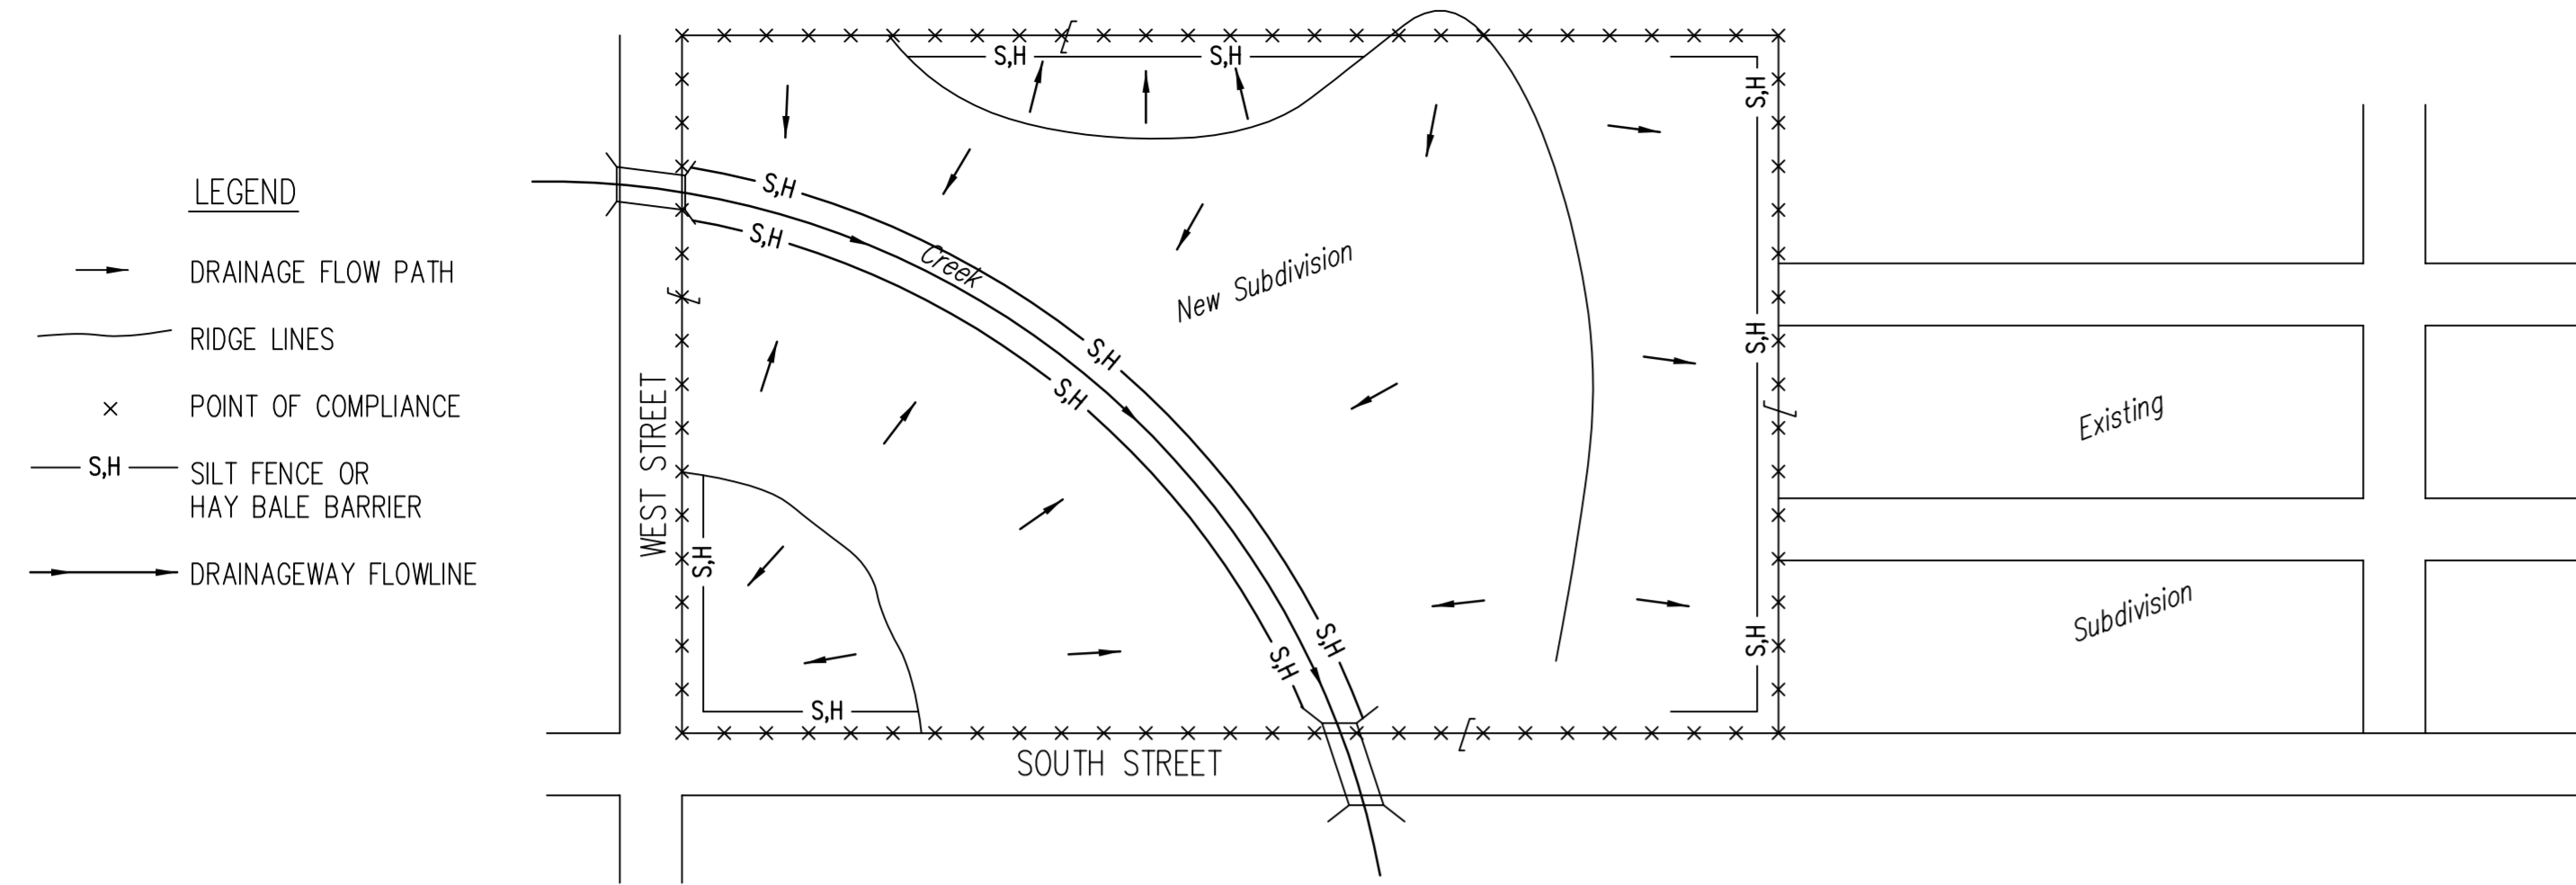 LEGEND
DRAINAGE FLOW PATH
RIDGE LINES
× POINT OF COMPLIANCE
S,H SILT FENCE OR
HAY BALE BARRIER
DRAINAGEWAY FLOWLINE
S,H
S,H
S,H
S,H
S,H
Creek
New Subdivision
S,H
S,H
S,H
WEST STREET
Existing
S,H
Subdivision
S,H
S,H
S,H
S,H
SOUTH STREET